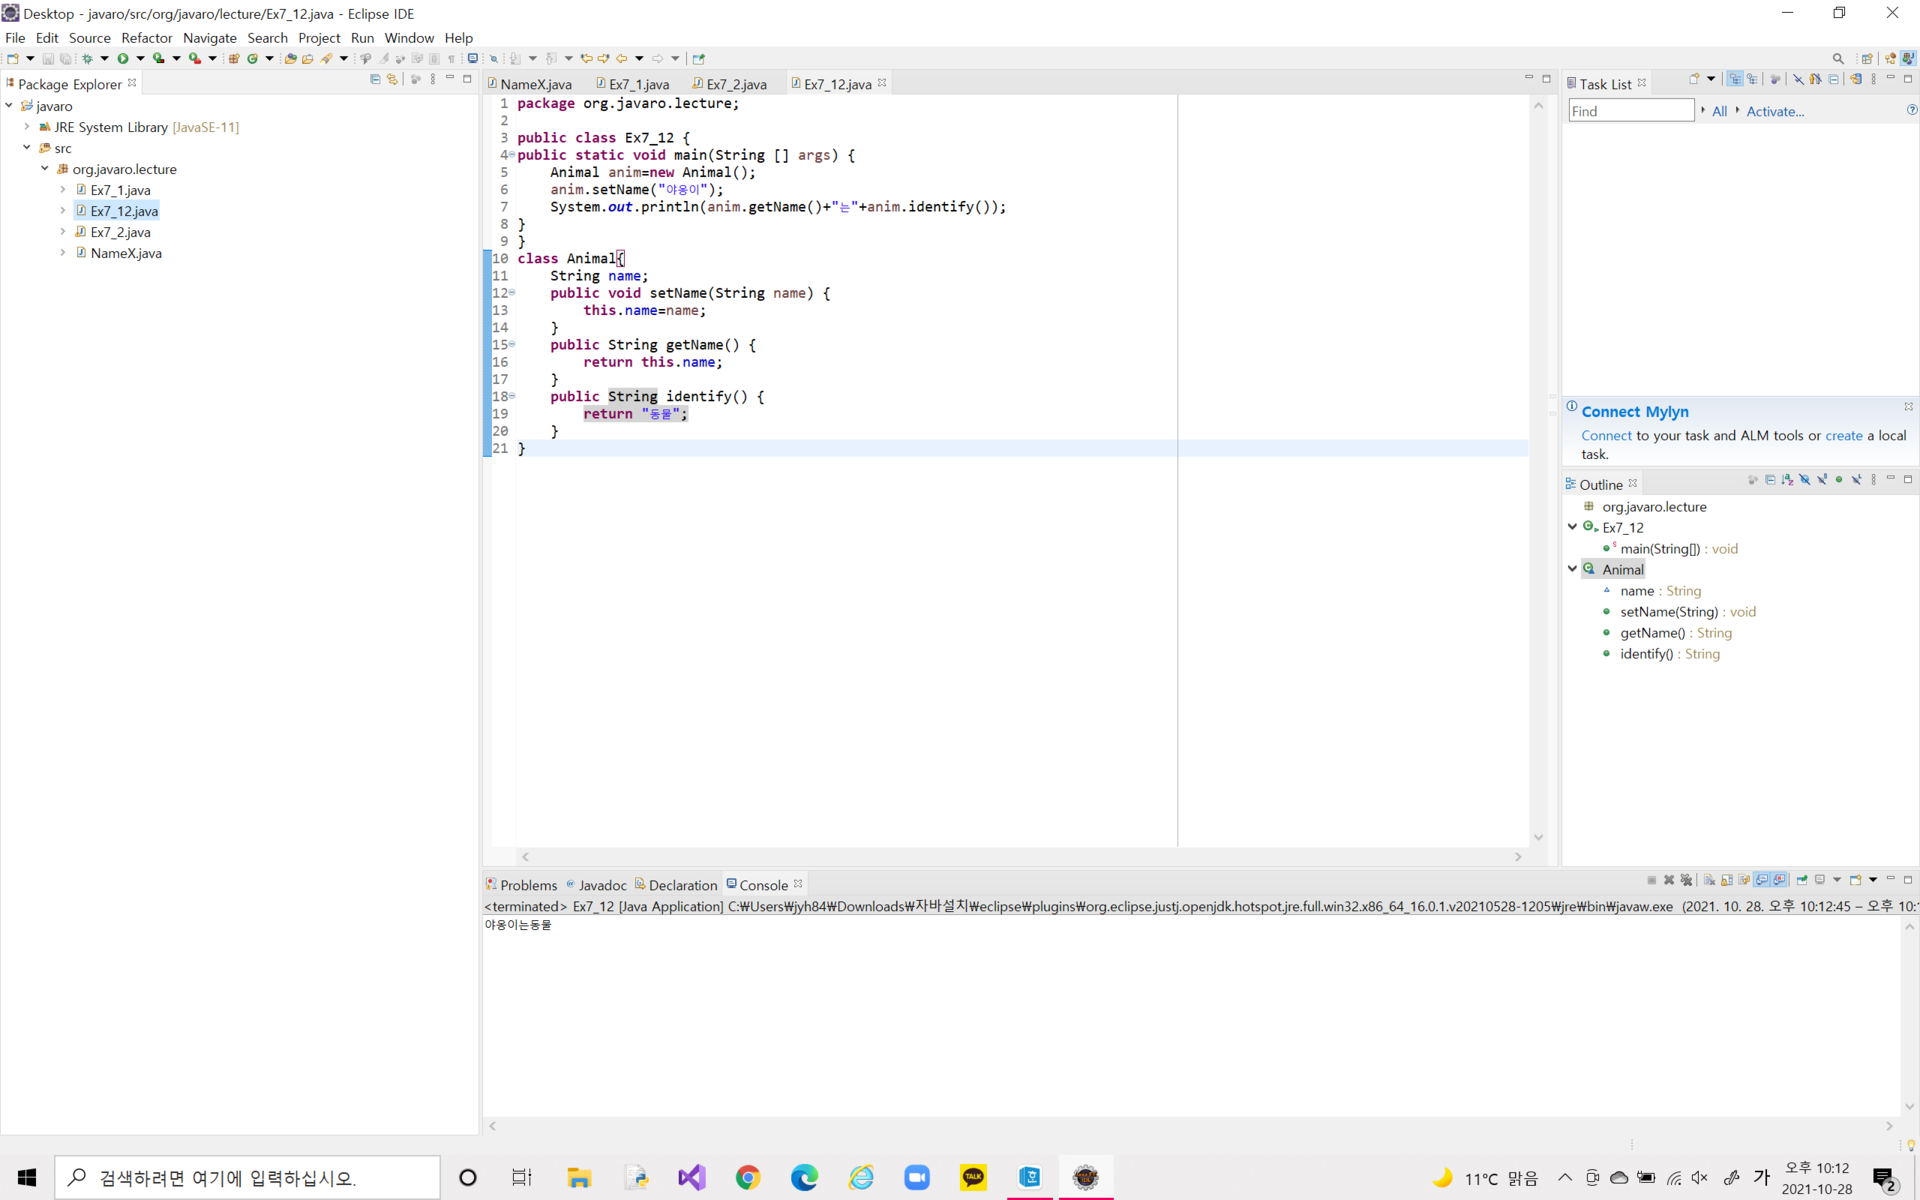 Desktop - javaro/src/org/javaro/lecture/Ex7_12.java - Eclipse IDE
File Edit Source Refactor Navigate Search Project Run Window Help
Package Explorer
javaro
JRE System Library [JavaSE-11]
src
org.javaro.lecture
Ex7_1.java
Ex7_12.java
Ex7_2.java
NameX.java
NameX.java Ex7_1.java Ex7_2.java Ex7_12.java
1 package org.javaro.lecture;
2
3 public class Ex7_12 {
4 public static void main(String [] args) {
5 Animal anim=new Animal();
6 anim.setName("야옹이");
7 System.out.println(anim.getName()+"는"+anim.identify());
8 }
9 }
10 class Animal{
11 String name;
12 public void setName(String name) {
13 this.name=name;
14 }
15 public String getName() {
16 return this.name;
17 }
18 public String identify() {
19 return "동물";
20 }
21 }
Task List
Find All Activate...
Connect Mylyn
Connect to your task and ALM tools or create a local
task.
Outline
org.javaro.lecture
Ex7_12
main(String[]) : void
Animal
name : String
setName(String) : void
getName() : String
identify() : String
Problems Javadoc Declaration Console
<terminated> Ex7_12 [Java Application] C:₩Users₩jyh84₩Downloads₩자바설치₩eclipse₩plugins₩org.eclipse.justj.openjdk.hotspot.jre.full.win32.x86_64_16.0.1.v20210528-1205₩jre₩bin₩javaw.exe (2021. 10. 28. 오후 10:12:45 – 오후 10:
야옹이는동물
검색하려면 여기에 입력하십시오.
TALK
11°C 맑음
가
오후 10:12
2021-10-28
2